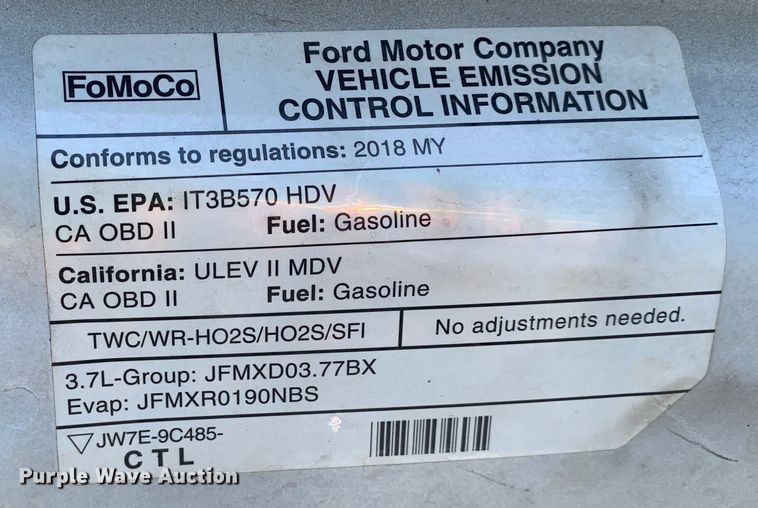 FoMoCo
Ford Motor Company
VEHICLE EMISSION
CONTROL INFORMATION
Conforms to regulations: 2018 MY
U.S. EPA: IT3B570 HDV
CA OBD II Fuel: Gasoline
California: ULEV II MDV
CA OBD II Fuel: Gasoline
TWC/WR-HO2S/HO2S/SFI No adjustments needed.
3.7L-Group: JFMXD03.77BX
Evap: JFMXR0190NBS
JW7E-9C485-
CTL
Purple Wave Auction